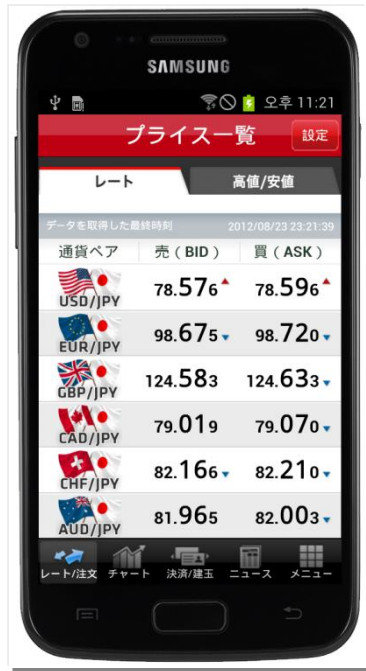 SAMSUNG
오후 11:21
プライス一覧 設定
レート 高値/安値
データを取得した最終時刻 2012/08/23 23:21:39
通貨ペア 売(BID) 買(ASK)
USD/JPY 78.576 78.596
EUR/JPY 98.675 98.720
GBP/JPY 124.583 124.633
CAD/JPY 79.019 79.070
CHF/JPY 82.166 82.210
AUD/JPY 81.965 82.003
レート/注文 チャート 決済/建玉 ニュース メニュー